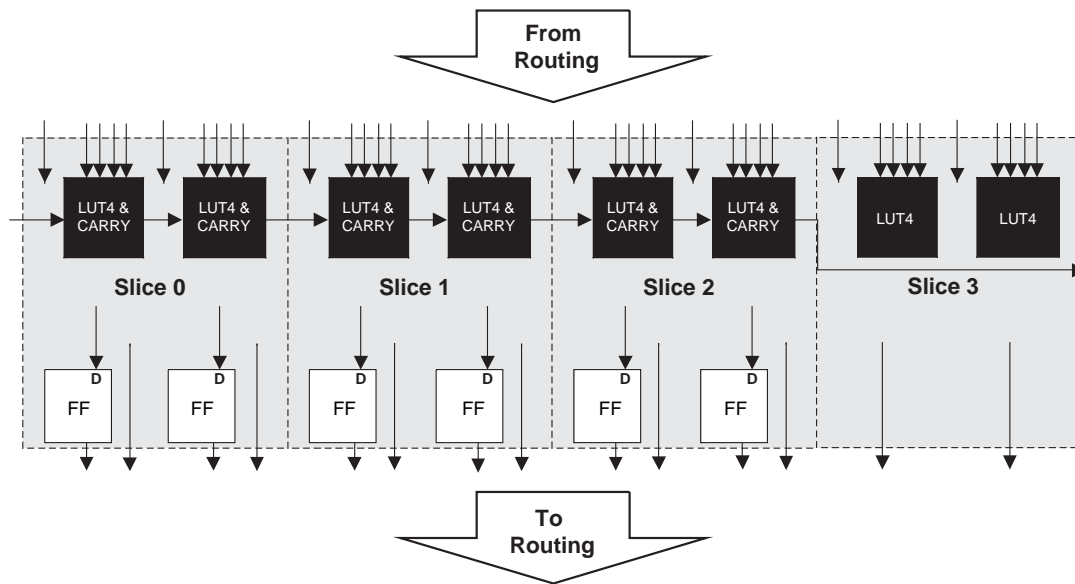 From
Routing
LUT4 &
CARRY
LUT4 &
CARRY
LUT4 &
CARRY
LUT4 &
CARRY
LUT4 &
CARRY
LUT4 &
CARRY
LUT4
LUT4
Slice 0
Slice 1
Slice 2
Slice 3
D
FF
D
FF
D
FF
D
FF
D
FF
D
FF
To
Routing